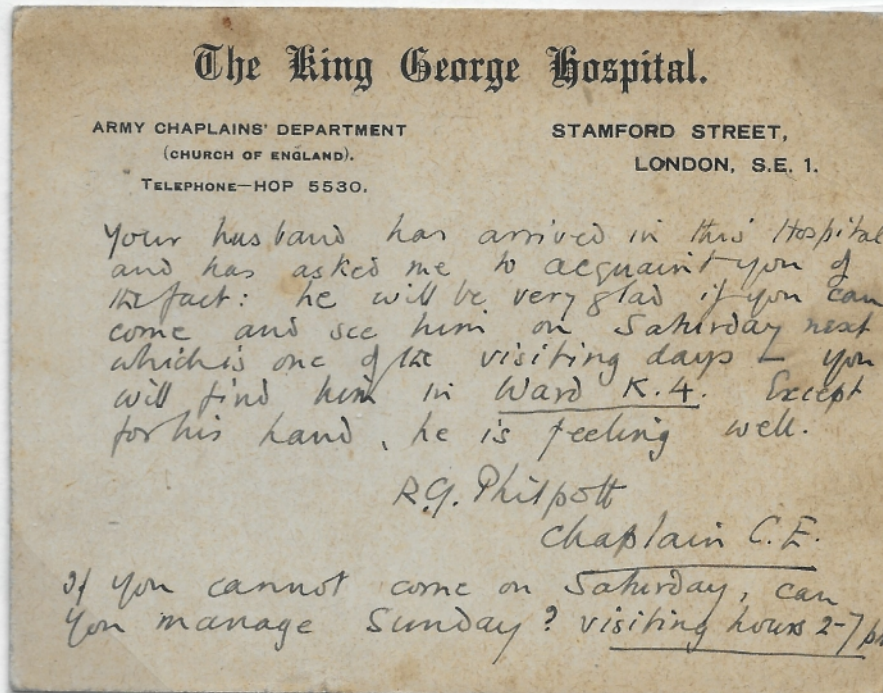 The King George Hospital.
ARMY CHAPLAINS' DEPARTMENT
(CHURCH OF ENGLAND).
TELEPHONE—HOP 5530.
STAMFORD STREET,
LONDON, S.E. 1.
Your husband has arrived in this Hospital
and has asked me to acquaint you of
the fact: he will be very glad if you can
come and see him on Saturday next
which is one of the visiting days – you
will find him in Ward K.4. Except
for his hand, he is feeling well.
R.G. Philpott
Chaplain C.E.
If you cannot come on Saturday, can
you manage Sunday? visiting hours 2-7 pm